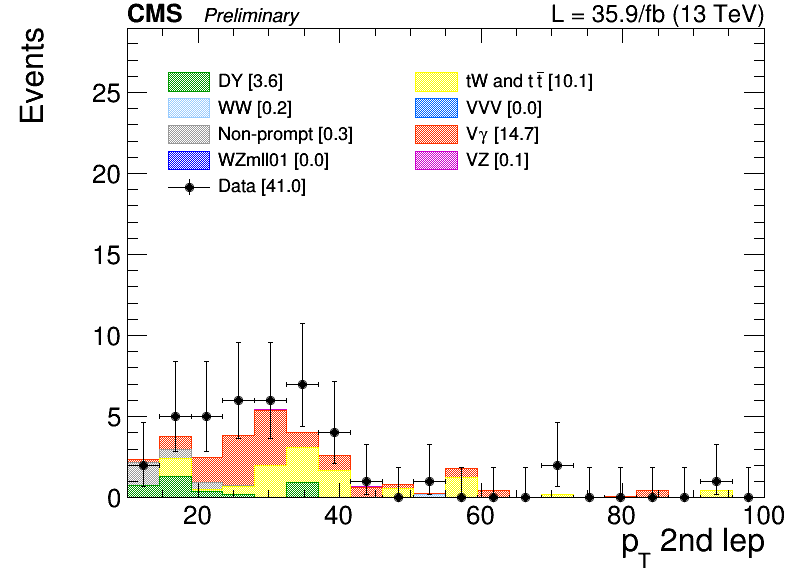 CMS Preliminary L = 35.9/fb (13 TeV)
Events
DY [3.6] tW and t t̄ [10.1]
WW [0.2] VVV [0.0]
Non-prompt [0.3] Vγ [14.7]
WZmll01 [0.0] VZ [0.1]
Data [41.0]
25
20
15
10
5
0
20 40 60 80 100
p_T 2nd lep